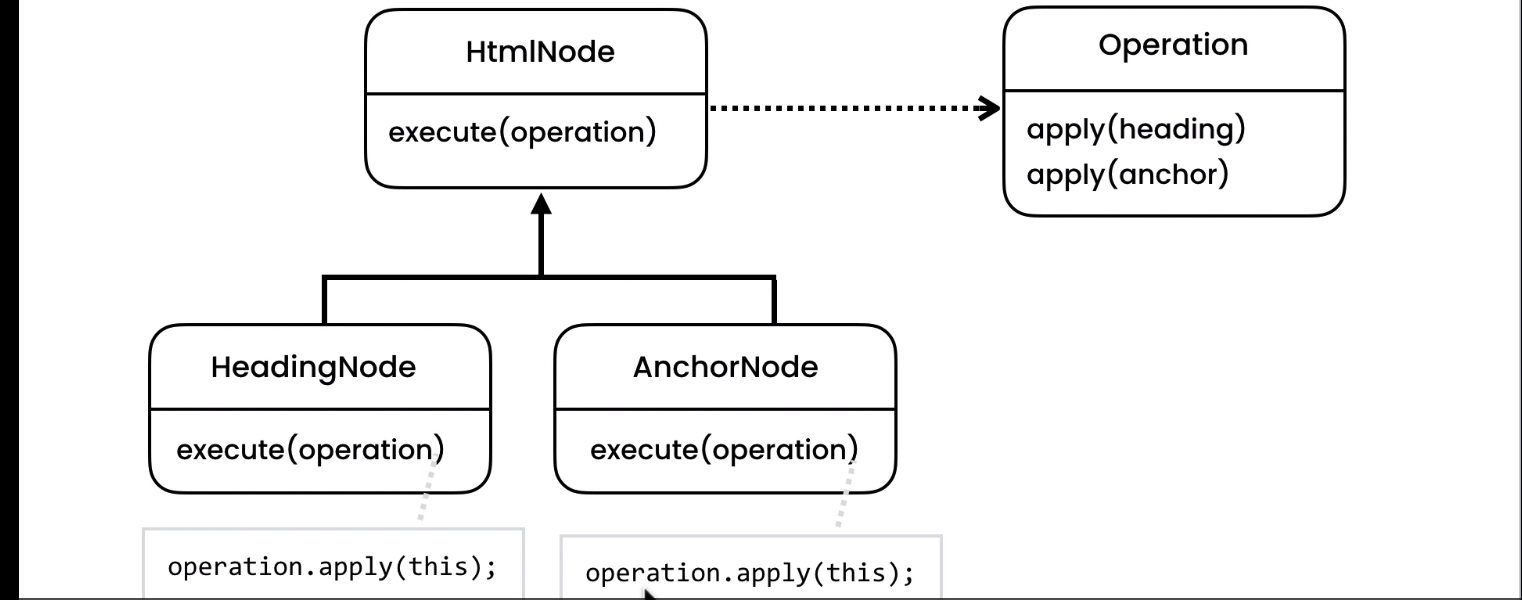 HtmlNode
execute(operation)
Operation
apply(heading)
apply(anchor)
HeadingNode
execute(operation)
AnchorNode
execute(operation)
operation.apply(this);
operation.apply(this);